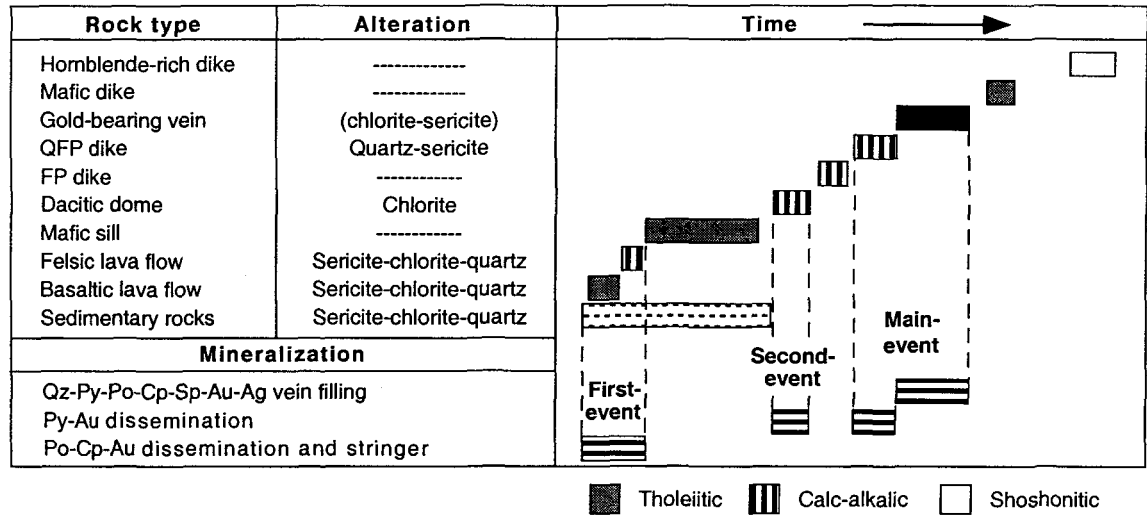 Rock type Alteration Time
Hornblende-rich dike -------------
Mafic dike -------------
Gold-bearing vein (chlorite-sericite)
QFP dike Quartz-sericite
FP dike ------------
Dacitic dome Chlorite
Mafic sill ------------
Felsic lava flow Sericite-chlorite-quartz
Basaltic lava flow Sericite-chlorite-quartz
Sedimentary rocks Sericite-chlorite-quartz
Main-
event
Second-
event
First-
event
Mineralization
Qz-Py-Po-Cp-Sp-Au-Ag vein filling
Py-Au dissemination
Po-Cp-Au dissemination and stringer
Tholeiitic Calc-alkalic Shoshonitic